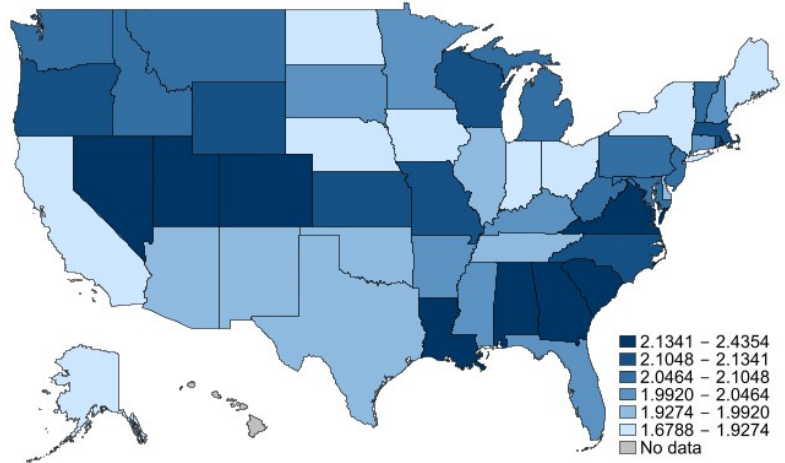 2.1341 – 2.4354
2.1048 – 2.1341
2.0464 – 2.1048
1.9920 – 2.0464
1.9274 – 1.9920
1.6788 – 1.9274
No data